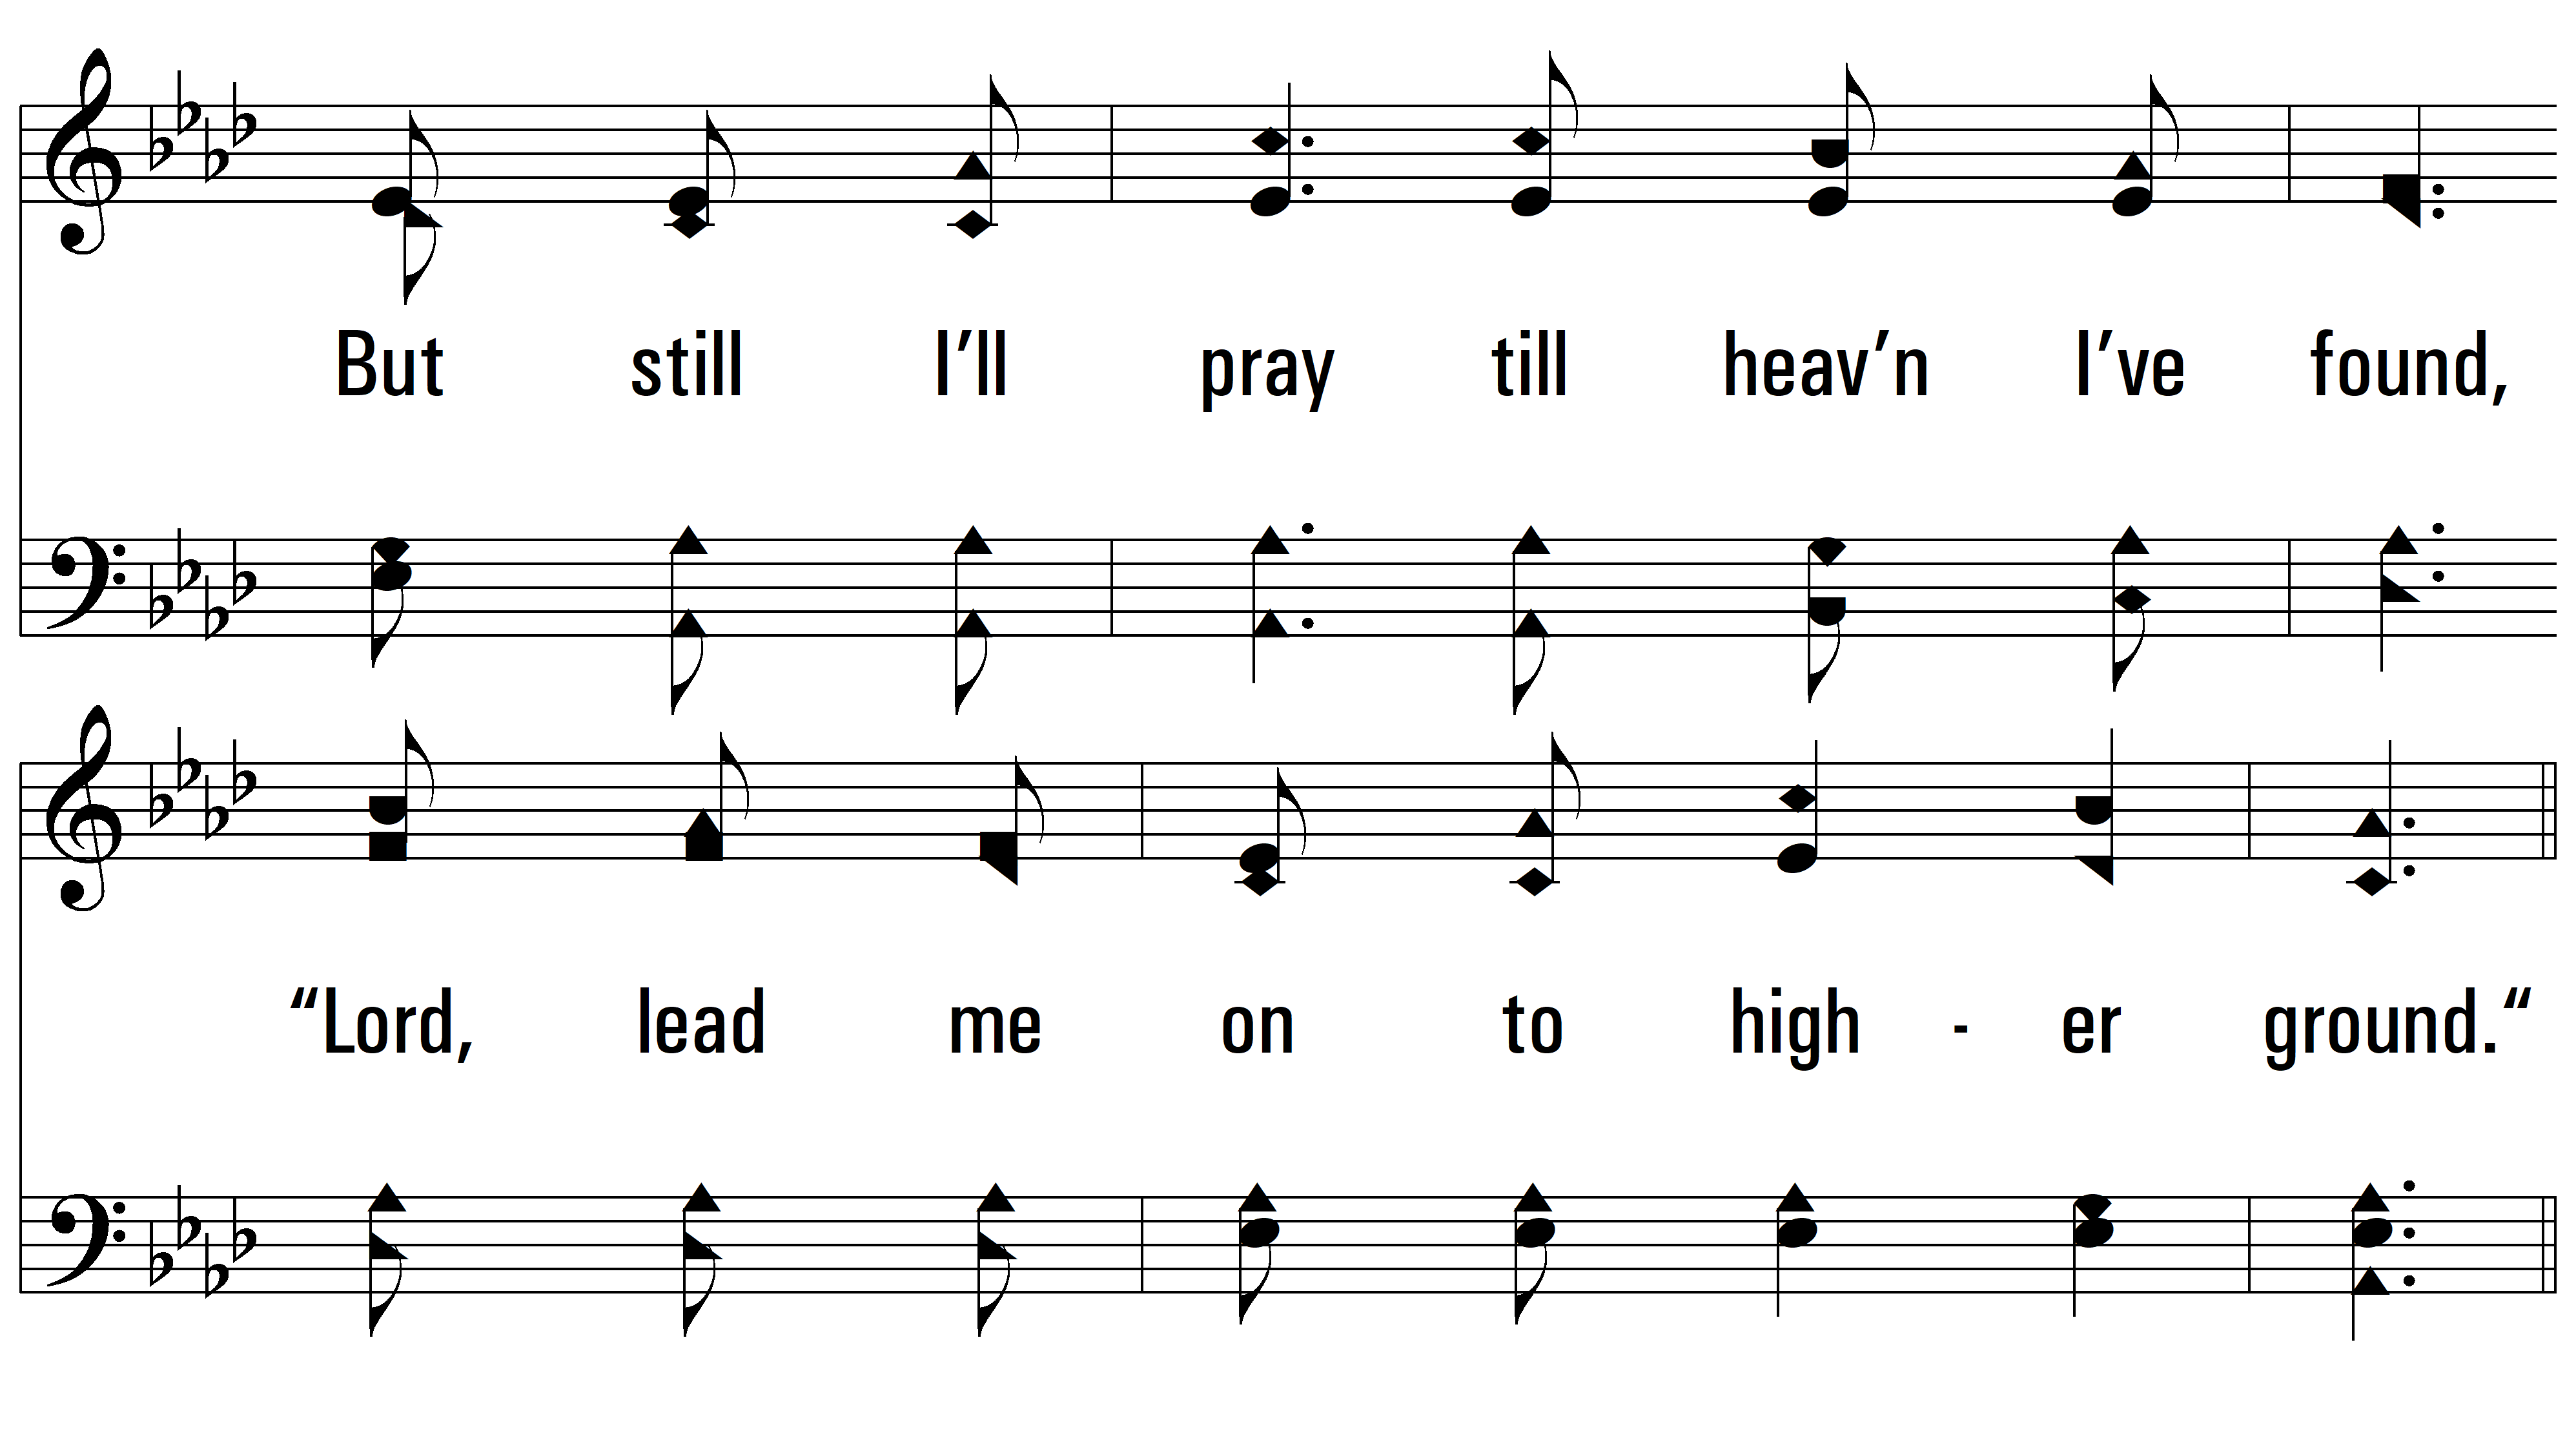 But still I’ll pray till heav’n I’ve found,
“Lord, lead me on to high - er ground.“